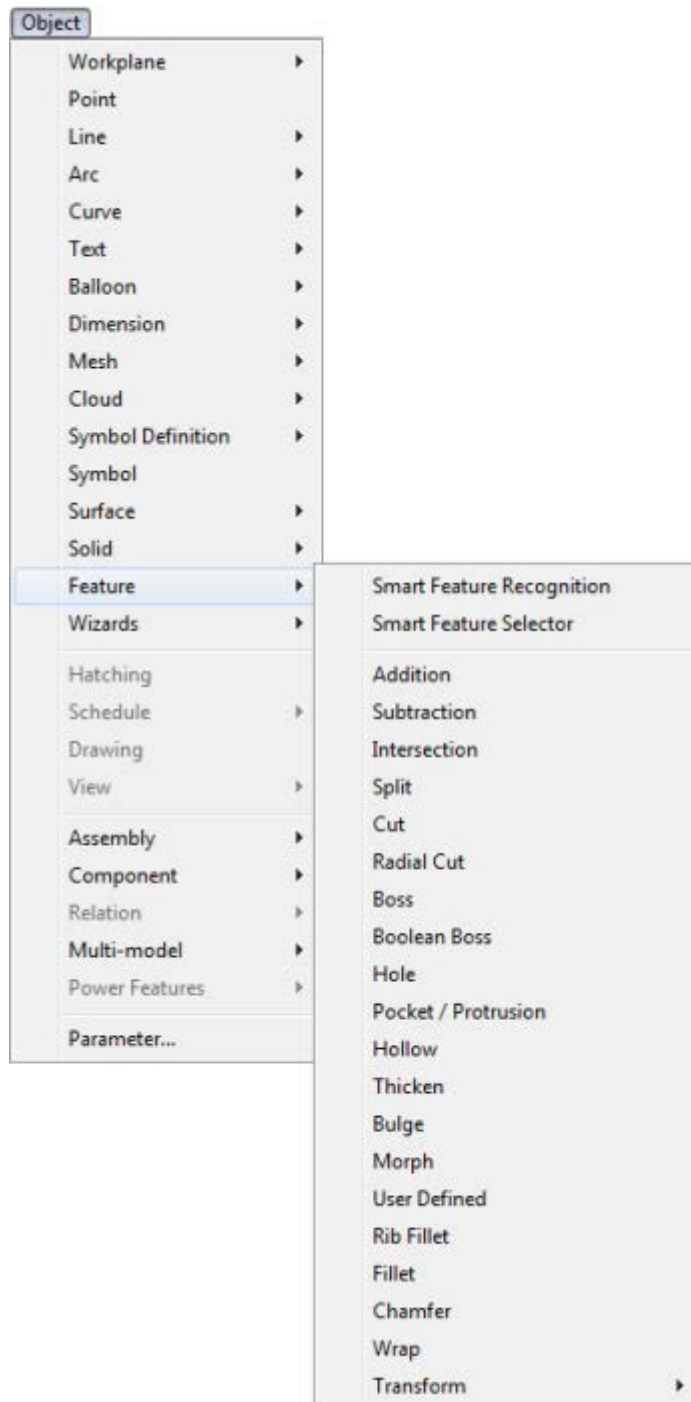 Object
Workplane
Point
Line
Arc
Curve
Text
Balloon
Dimension
Mesh
Cloud
Symbol Definition
Symbol
Surface
Solid
Feature
Wizards
Hatching
Schedule
Drawing
View
Assembly
Component
Relation
Multi-model
Power Features
Parameter...
Smart Feature Recognition
Smart Feature Selector
Addition
Subtraction
Intersection
Split
Cut
Radial Cut
Boss
Boolean Boss
Hole
Pocket / Protrusion
Hollow
Thicken
Bulge
Morph
User Defined
Rib Fillet
Fillet
Chamfer
Wrap
Transform